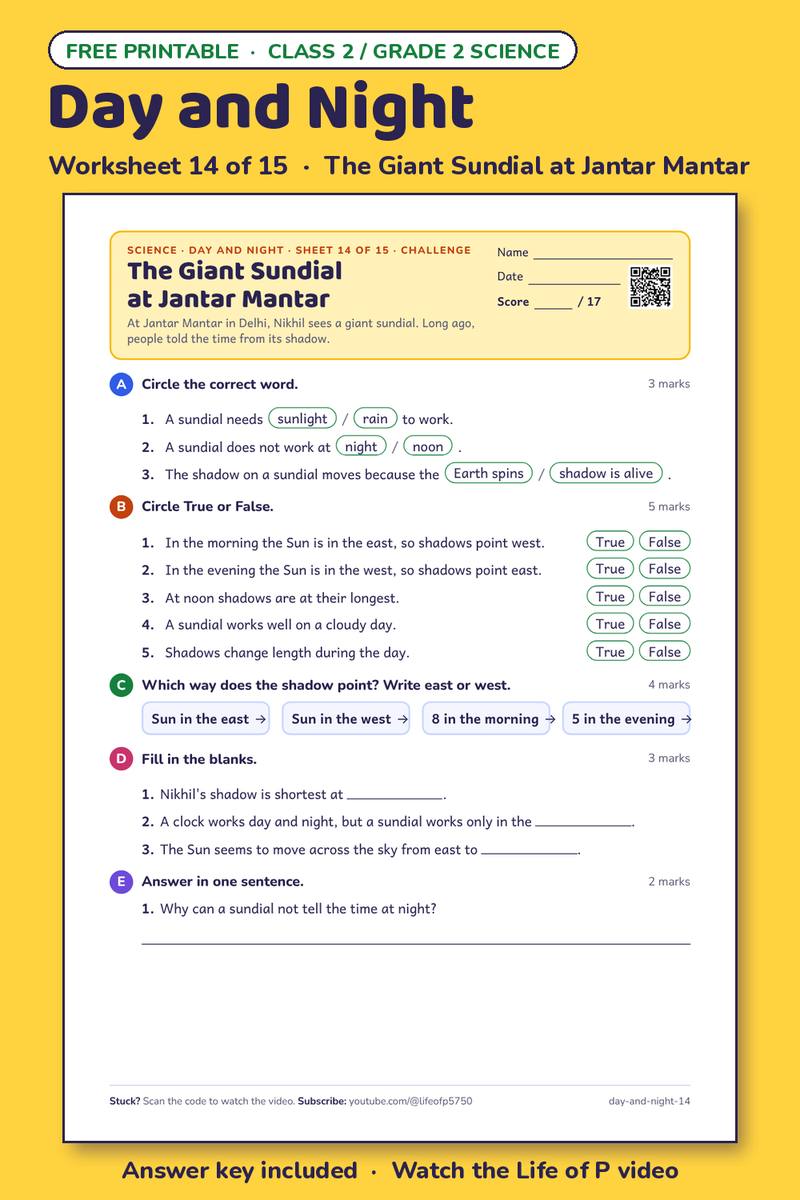 FREE PRINTABLE · CLASS 2 / GRADE 2 SCIENCE
Day and Night
Worksheet 14 of 15 · The Giant Sundial at Jantar Mantar
SCIENCE · DAY AND NIGHT · SHEET 14 OF 15 · CHALLENGE
The Giant Sundial
at Jantar Mantar
At Jantar Mantar in Delhi, Nikhil sees a giant sundial. Long ago,
people told the time from its shadow.
Name ____________
Date ____________
Score ______ / 17
A Circle the correct word. 3 marks
1. A sundial needs sunlight / rain to work.
2. A sundial does not work at night / noon .
3. The shadow on a sundial moves because the Earth spins / shadow is alive .
B Circle True or False. 5 marks
1. In the morning the Sun is in the east, so shadows point west. True False
2. In the evening the Sun is in the west, so shadows point east. True False
3. At noon shadows are at their longest. True False
4. A sundial works well on a cloudy day. True False
5. Shadows change length during the day. True False
C Which way does the shadow point? Write east or west. 4 marks
Sun in the east → Sun in the west → 8 in the morning → 5 in the evening →
D Fill in the blanks. 3 marks
1. Nikhil's shadow is shortest at ____________.
2. A clock works day and night, but a sundial works only in the ____________.
3. The Sun seems to move across the sky from east to ____________.
E Answer in one sentence. 2 marks
1. Why can a sundial not tell the time at night?
Stuck? Scan the code to watch the video. Subscribe: youtube.com/@lifeofp5750 day-and-night-14
Answer key included · Watch the Life of P video